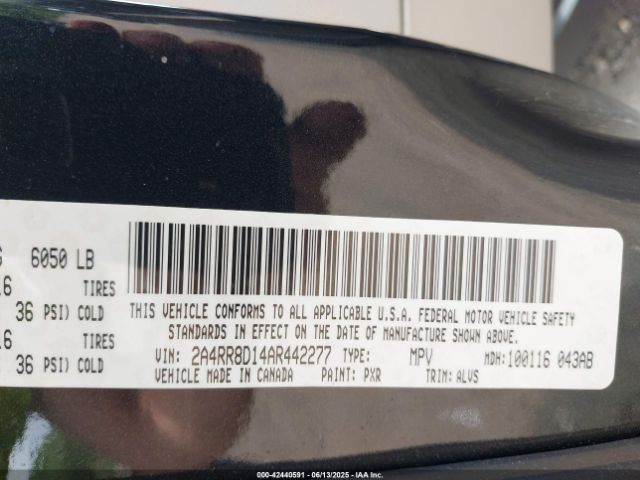 6050 LB
TIRES
36 PSI) COLD
TIRES
36 PSI) COLD
THIS VEHICLE CONFORMS TO ALL APPLICABLE U.S.A. FEDERAL MOTOR VEHICLE SAFETY
STANDARDS IN EFFECT ON THE DATE OF MANUFACTURE SHOWN ABOVE.
VIN: 2A4RR8D14AR442277 TYPE: MPV MDH:100116 043AB
VEHICLE MADE IN CANADA PAINT: PXR TRIM: ALVS
000-42440591 - 06/13/2025 - IAA Inc.